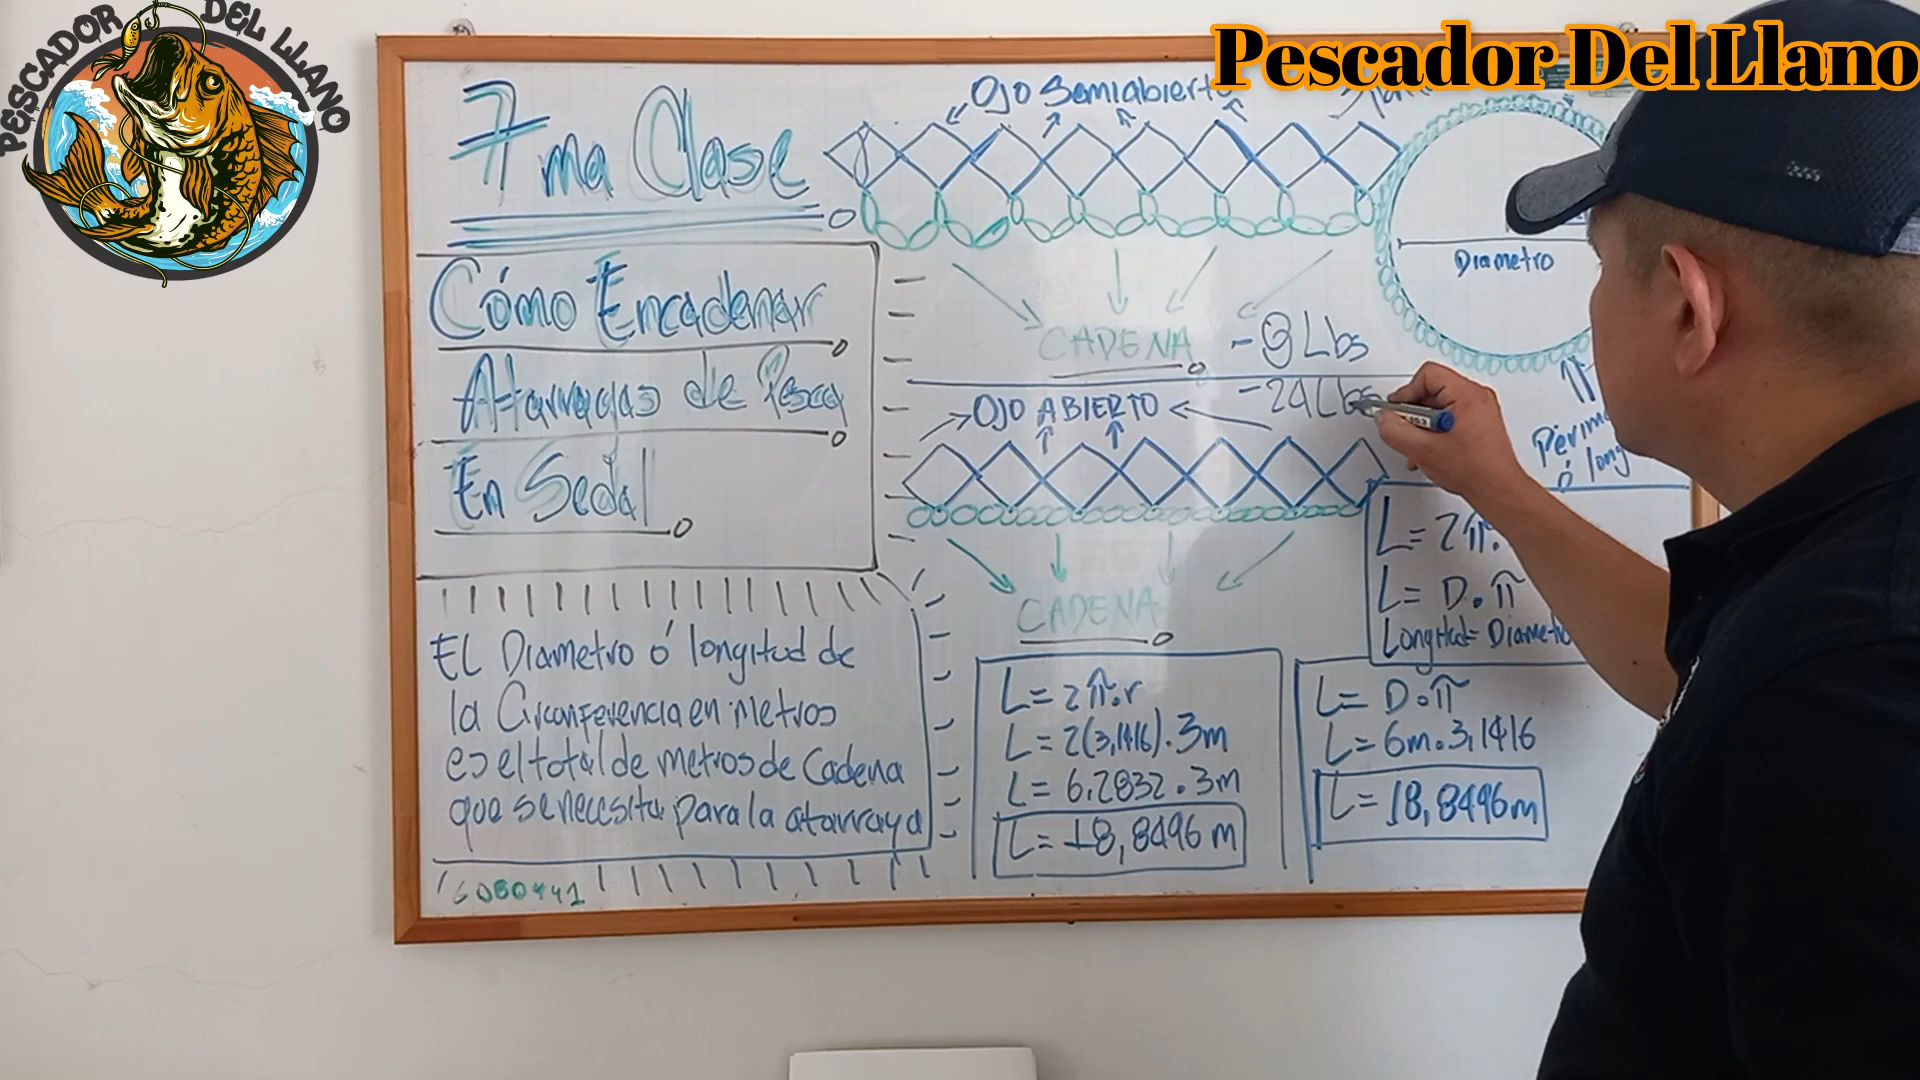 PESCADOR DEL LLANO
Pescador Del Llano
7ma Clase
Cómo Encadenar
Atarrayas de Pesca
En Sedal
El Diametro ó longitud de
la Circunferencia en Metros
es el total de metros de Cadena
que se necesita para la atarraya
Ojo Semiabierto
CADENA
- 8 Lbs
- 24 Lbs
OJO ABIERTO
CADENA
L = 2π.r
L = 2(3,1416).3m
L = 6,2832.3m
L = 18,8496 m
Diametro
ó long
L = 2π.
L = D.π
Longitud = Diametro
L = D.π
L = 6m.3,1416
L = 18,8496m